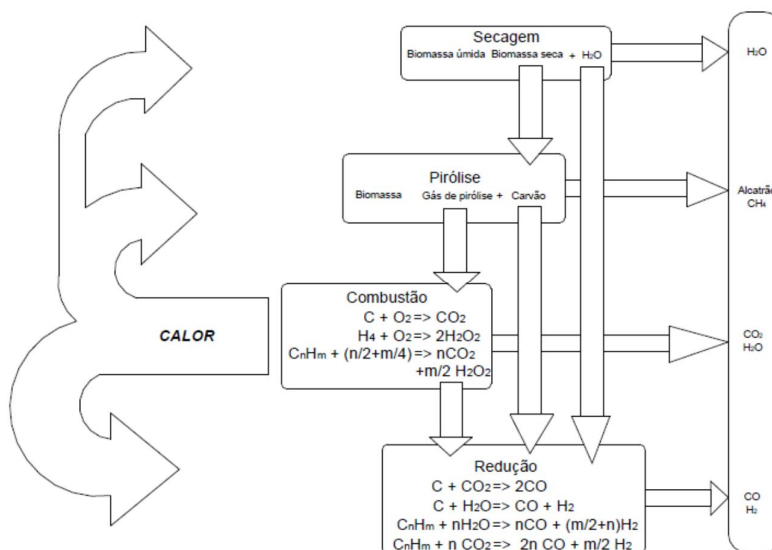 Secagem
Biomassa úmida Biomassa seca + H₂O
H₂O
Pirólise
Biomassa Gás de pirólise + Carvão
Alcatrão
CH₄
CALOR
Combustão
C + O₂ => CO₂
H₄ + O₂ => 2H₂O₂
CnHm + (n/2+m/4) => nCO₂
+m/2 H₂O₂
CO₂
H₂O
Redução
C + CO₂ => 2CO
C + H₂O => CO + H₂
CnHm + nH₂O => nCO + (m/2+n)H₂
CnHm + n CO₂ => 2n CO + m/2 H₂
CO
H₂